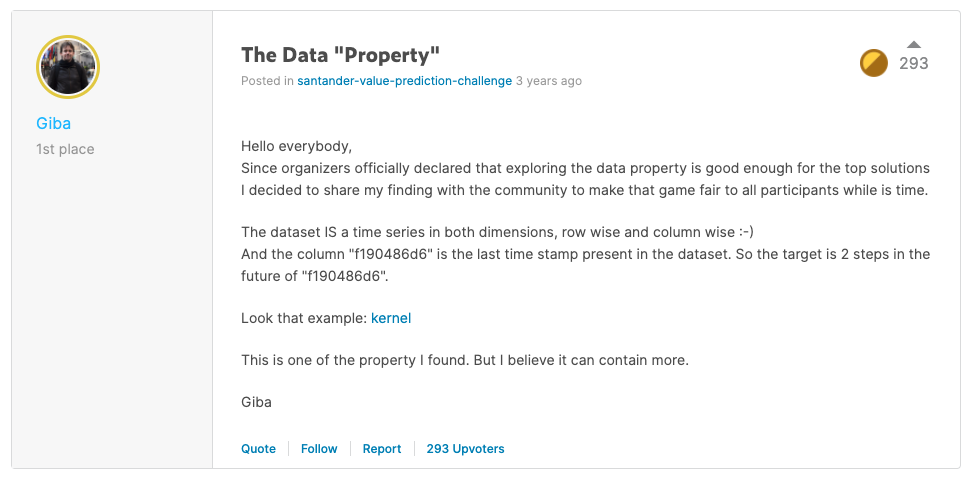 The Data "Property"
Posted in santander-value-prediction-challenge 3 years ago
293
Giba
1st place
Hello everybody,
Since organizers officially declared that exploring the data property is good enough for the top solutions
I decided to share my finding with the community to make that game fair to all participants while is time.
The dataset IS a time series in both dimensions, row wise and column wise :-)
And the column "f190486d6" is the last time stamp present in the dataset. So the target is 2 steps in the
future of "f190486d6".
Look that example: kernel
This is one of the property I found. But I believe it can contain more.
Giba
Quote Follow Report 293 Upvoters